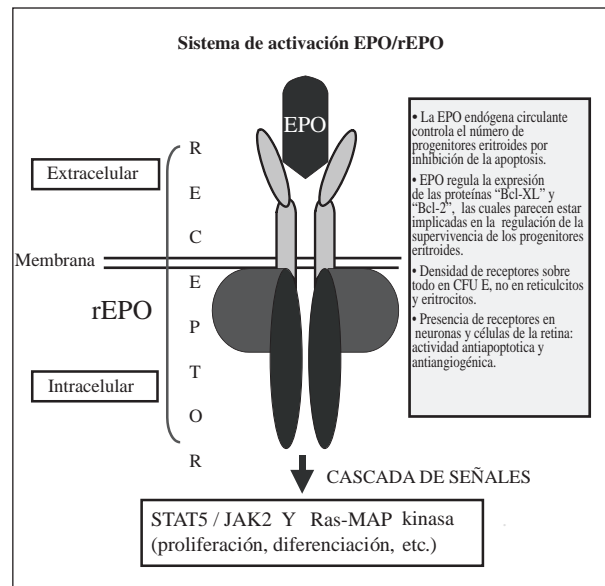 Sistema de activación EPO/rEPO
EPO
Extracelular
Membrana
rEPO
Intracelular
R
E
C
E
P
T
O
R
• La EPO endógena circulante
controla el número de
progenitores eritroides por
inhibición de la apoptosis.
• EPO regula la expresión
de las proteínas “Bcl-XL” y
“Bcl-2”, las cuales parecen estar
implicadas en la regulación de la
supervivencia de los progenitores
eritroides.
• Densidad de receptores sobre
todo en CFU E, no en reticulcitos
y eritrocitos.
• Presencia de receptores en
neuronas y células de la retina:
actividad antiapoptotica y
antiangiogénica.
CASCADA DE SEÑALES
STAT5 / JAK2 Y Ras-MAP kinasa
(proliferación, diferenciación, etc.)